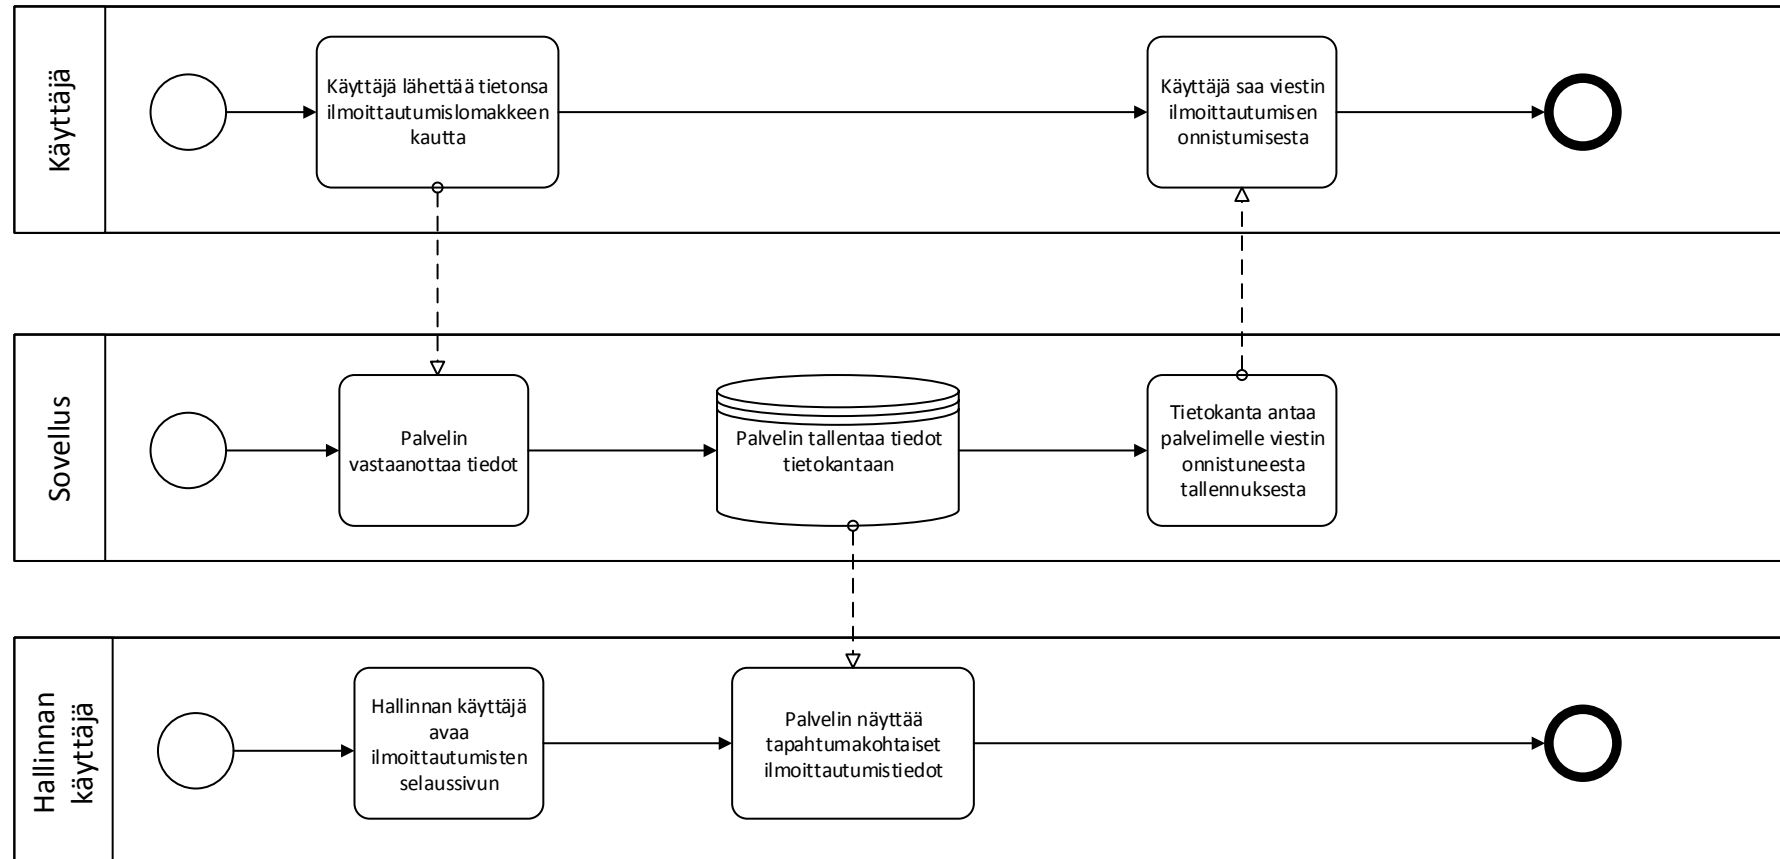 Käyttäjä
Käyttäjä lähettää tietonsa
ilmoittautumislomakkeen
kautta
Käyttäjä saa viestin
ilmoittautumisen
onnistumisesta
Sovellus
Palvelin
vastaanottaa tiedot
Palvelin tallentaa tiedot
tietokantaan
Tietokanta antaa
palvelimelle viestin
onnistuneesta
tallennuksesta
Hallinnan
käyttäjä
Hallinnan käyttäjä
avaa
ilmoittautumisten
selaussivun
Palvelin näyttää
tapahtumakohtaiset
ilmoittautumistiedot